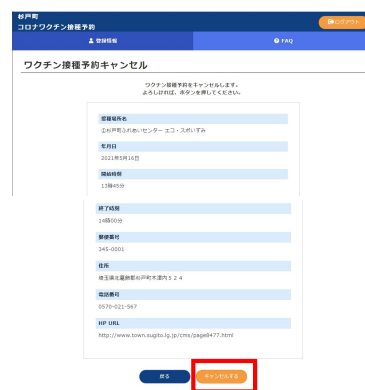 杉戸町
コロナワクチン接種予約
ログアウト
登録情報
FAQ
ワクチン接種予約キャンセル
ワクチン接種予約をキャンセルします。
よろしければ、ボタンを押してください。
接種場所名
①杉戸町ふれあいセンター エコ・スポいずみ
年月日
2021年5月16日
開始時刻
13時45分
終了時刻
14時00分
郵便番号
345-0001
住所
埼玉県北葛飾郡杉戸町木津内524
電話番号
0570-021-567
HP URL
http://www.town.sugito.lg.jp/cms/page8477.html
戻る
キャンセルする